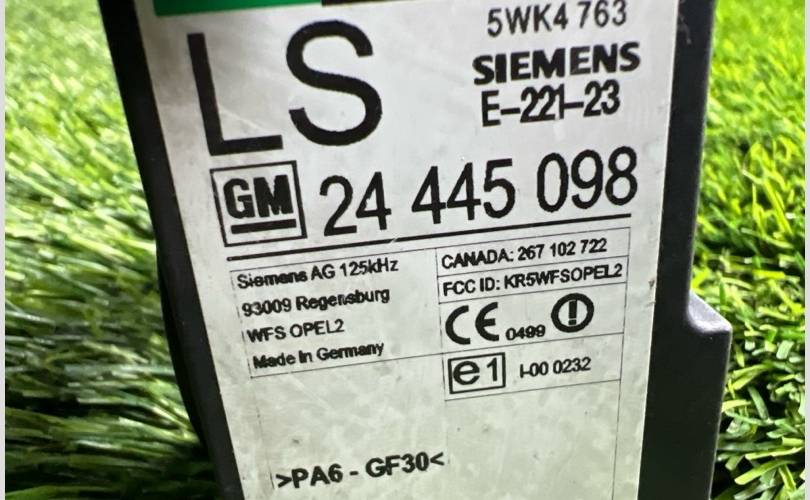 5WK4 763
LS
SIEMENS
E-221-23
GM 24 445 098
Siemens AG 125kHz
93009 Regensburg
WFS OPEL2
Made in Germany
CANADA: 267 102 722
FCC ID: KR5WFSOPEL2
CE 0499
e1 I-00 0232
>PA6 - GF30<